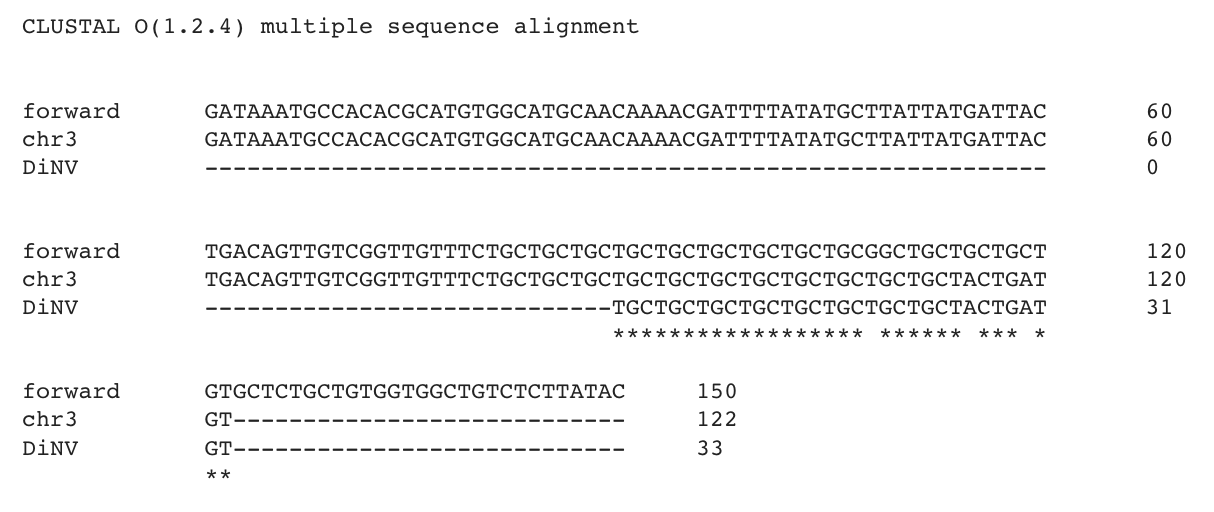 CLUSTAL O(1.2.4) multiple sequence alignment
forward GATAAATGCCACACGCATGTGGCATGCAACAAAACGATTTTATATGCTTATTATGATTAC 60
chr3 GATAAATGCCACACGCATGTGGCATGCAACAAAACGATTTTATATGCTTATTATGATTAC 60
DiNV ------------------------------------------------------------ 0
forward TGACAGTTGTCGGTTGTTTCTGCTGCTGCTGCTGCTGCTGCTGCTGCGGCTGCTGCTGCT 120
chr3 TGACAGTTGTCGGTTGTTTCTGCTGCTGCTGCTGCTGCTGCTGCTGCTGCTGCTACTGAT 120
DiNV -----------------------------TGCTGCTGCTGCTGCTGCTGCTGCTACTGAT 31
****************** ****** *** *
forward GTGCTCTGCTGTGGTGGCTGTCTCTTATAC 150
chr3 GT---------------------------- 122
DiNV GT---------------------------- 33
**